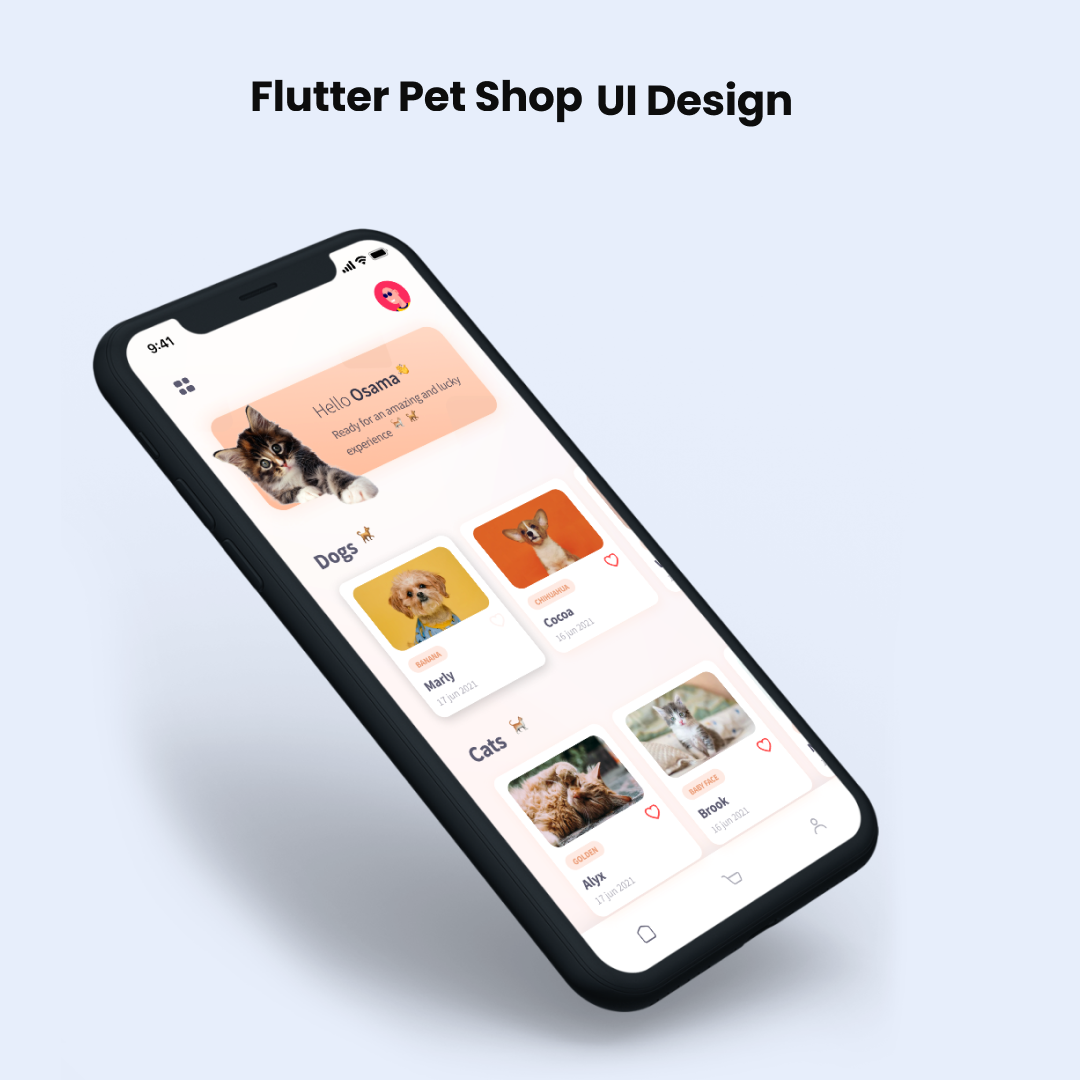 Flutter Pet Shop UI Design
9:41
Hello Osama👋
Ready for an amazing and lucky
experience 🐩 🐕
Dogs 🐕
BANANA
Marly
17 jun 2021
CHIHUAHUA
Cocoa
16 jun 2021
Cats 🐈
GOLDEN
Alyx
17 jun 2021
BABY FACE
Brook
16 jun 2021